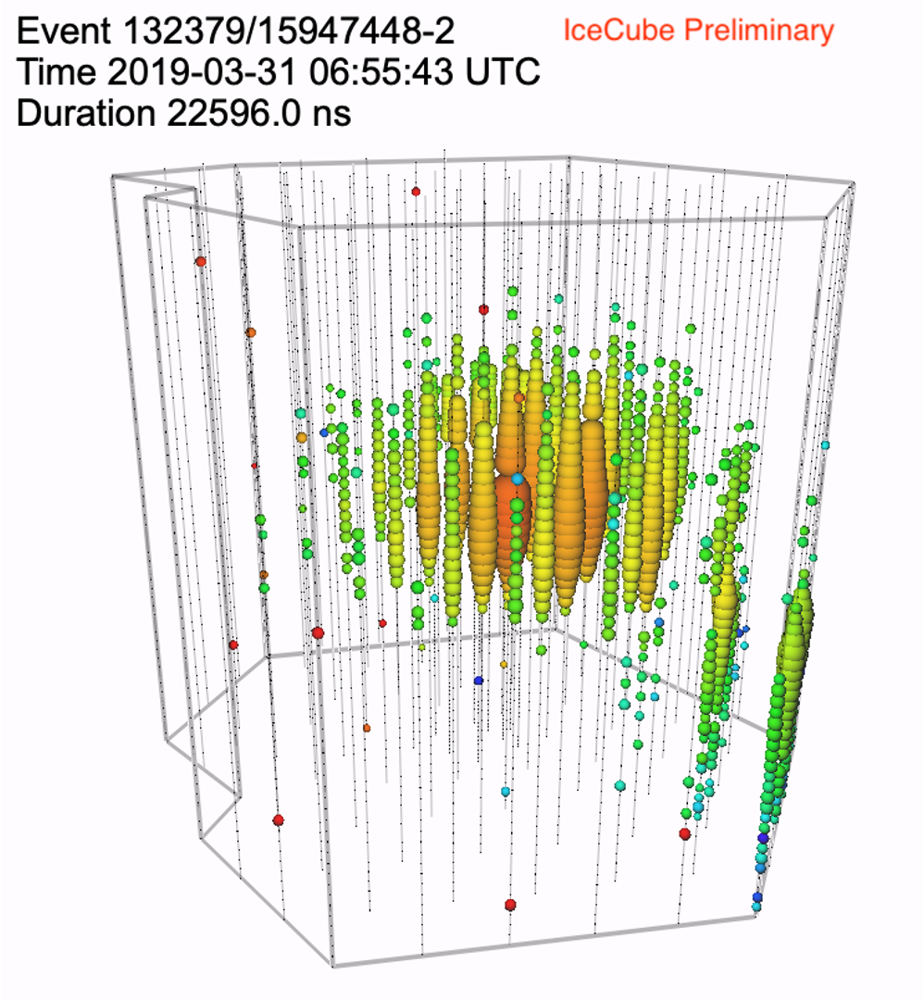 Event 132379/15947448-2
IceCube Preliminary
Time 2019-03-31 06:55:43 UTC
Duration 22596.0 ns